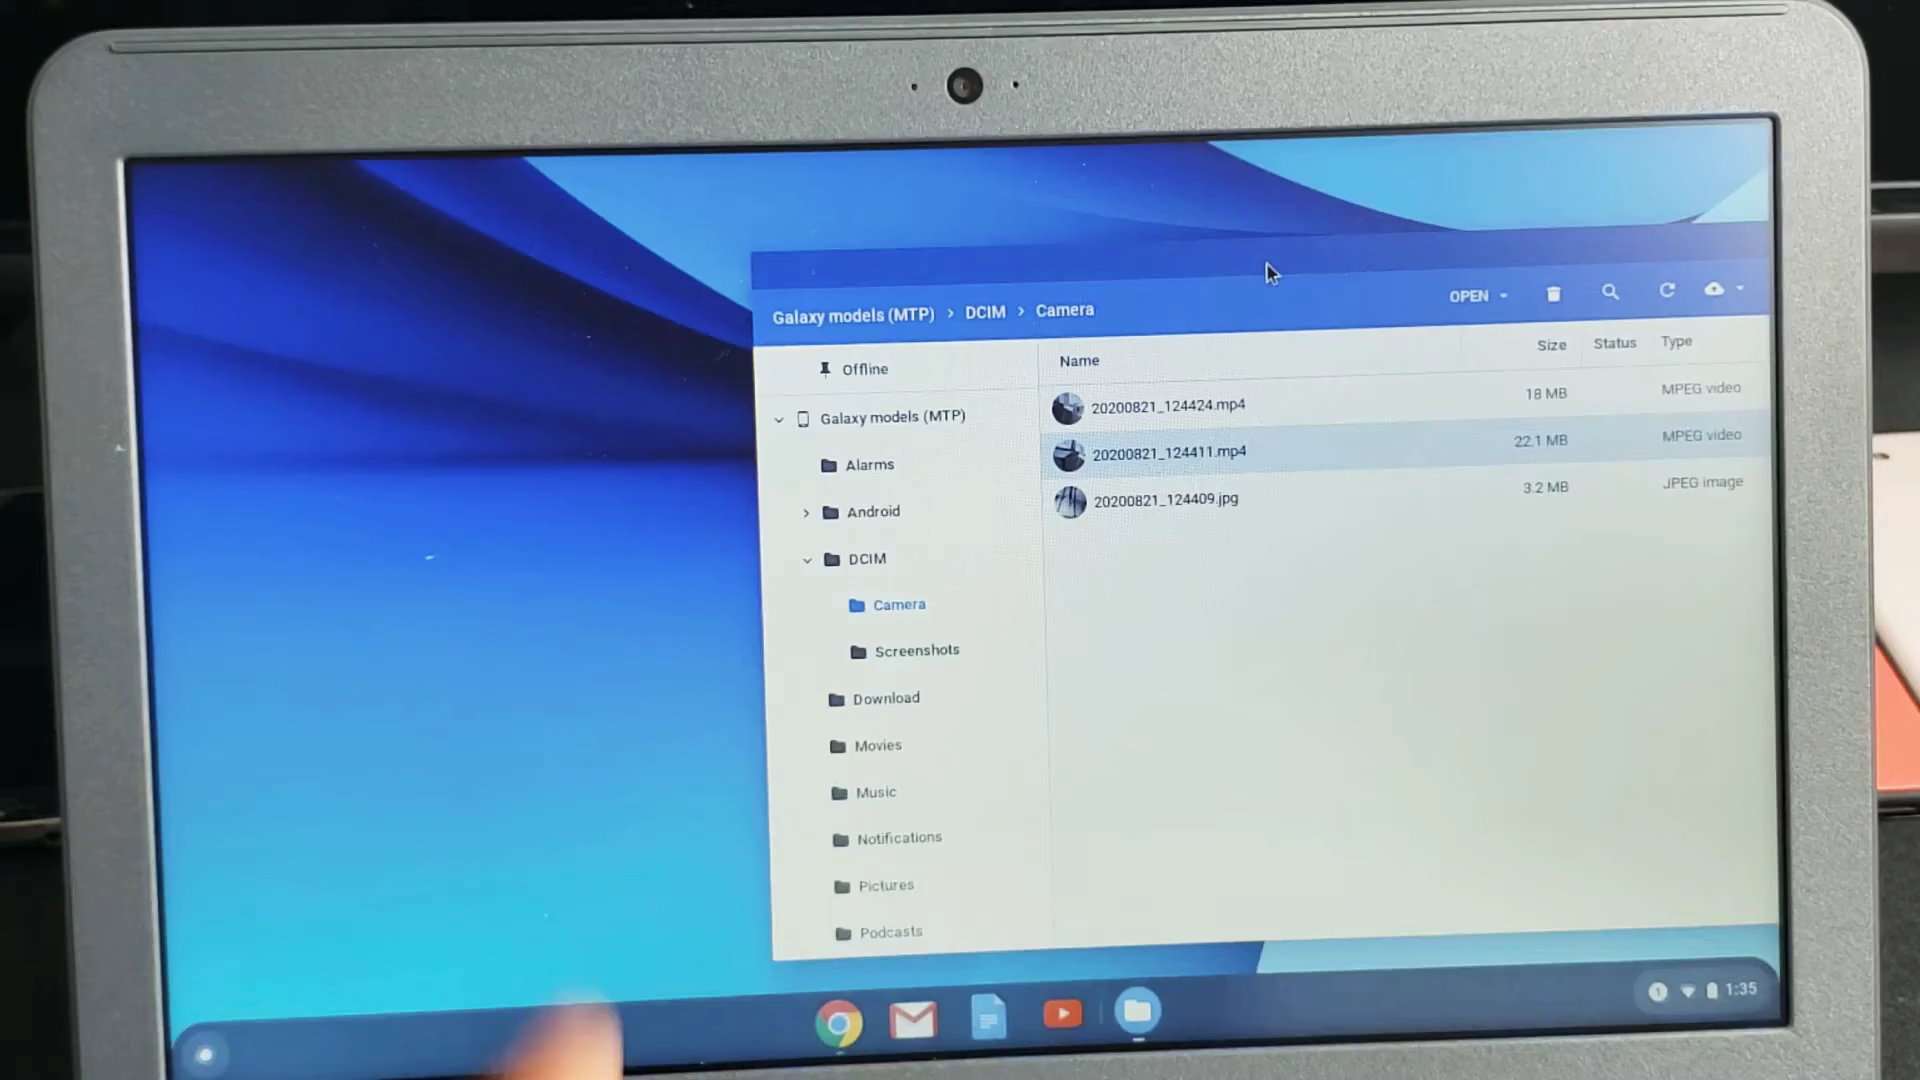 Galaxy models (MTP) > DCIM > Camera
OPEN
Offline
Galaxy models (MTP)
Alarms
Android
DCIM
Camera
Screenshots
Download
Movies
Music
Notifications
Pictures
Podcasts
Name Size Status Type
20200821_124424.mp4 18 MB MPEG video
20200821_124411.mp4 22.1 MB MPEG video
20200821_124409.jpg 3.2 MB JPEG image
1 1:35